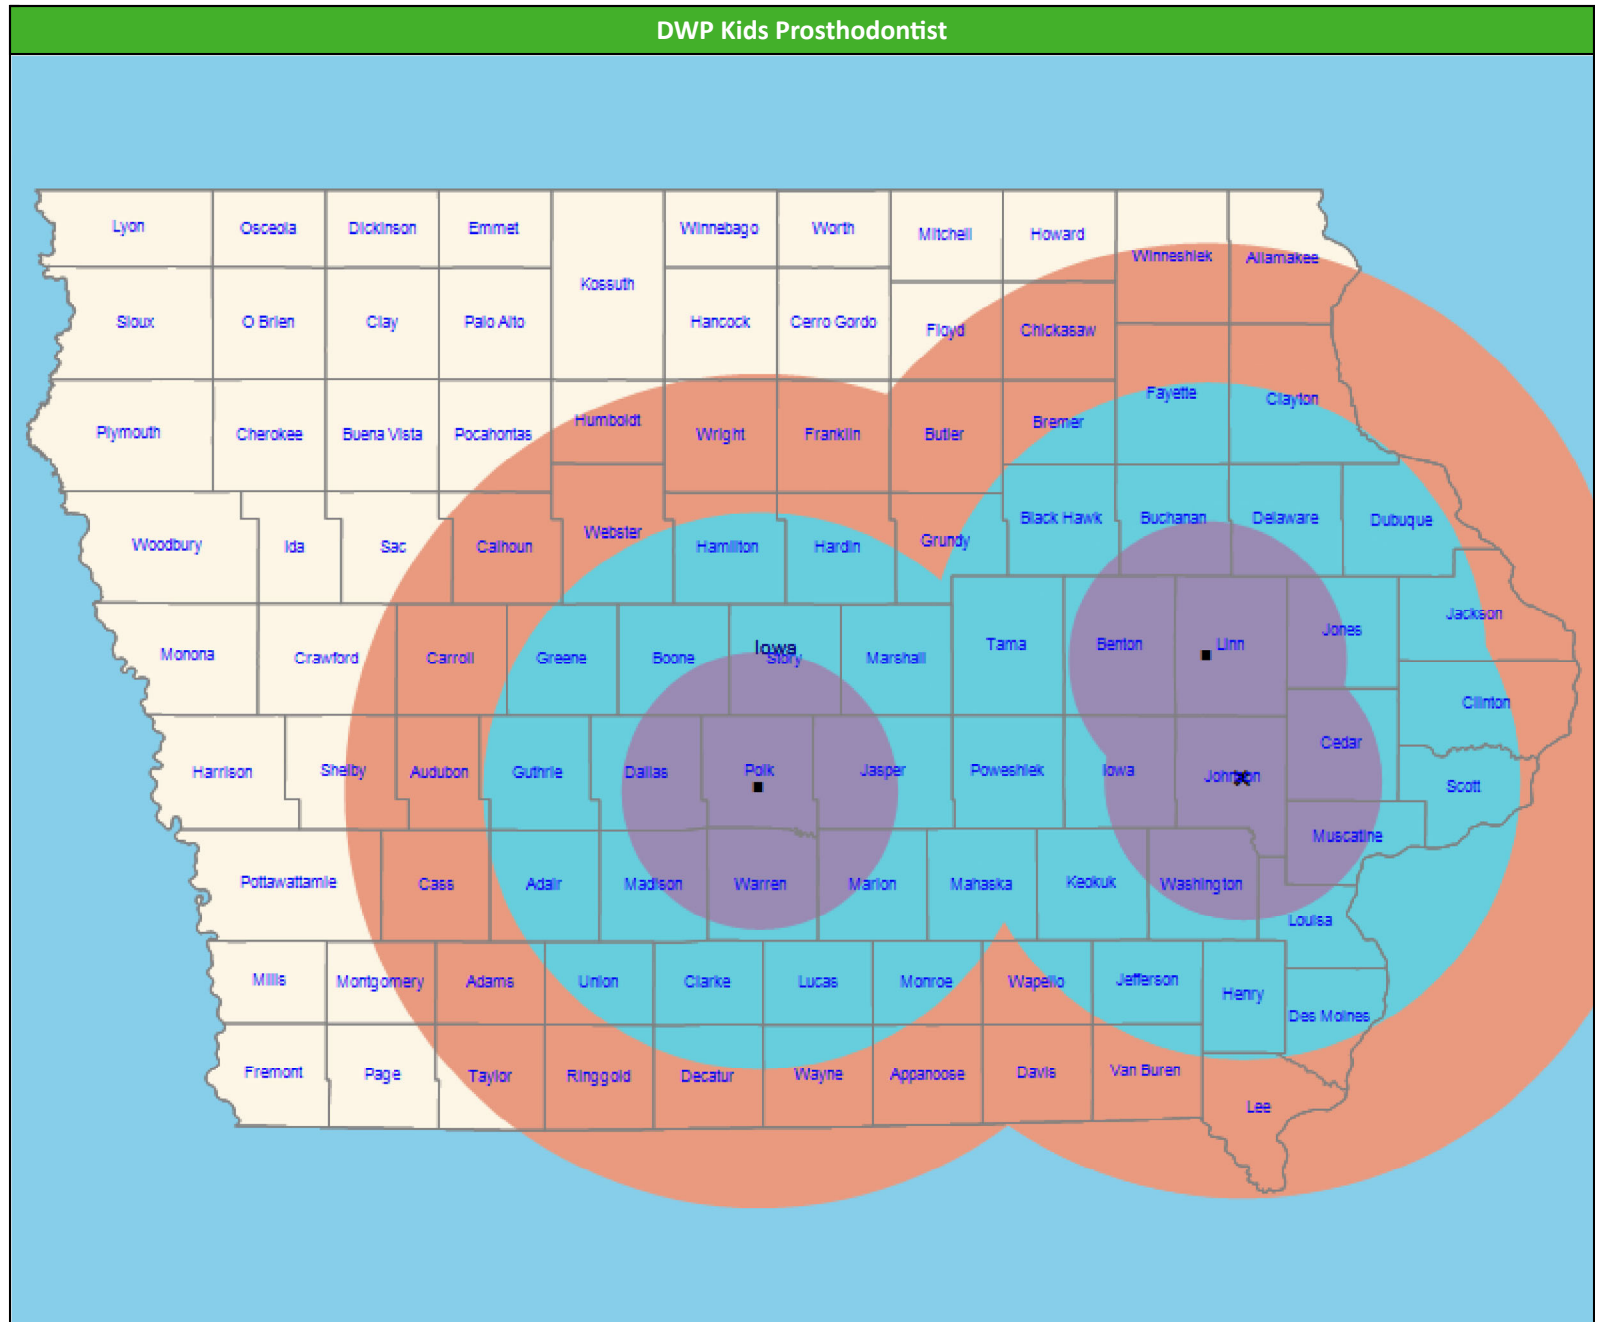 DWP Kids Prosthodontist
Lyon
Osceola
Dickinson
Emmet
Kossuth
Winnebago
Worth
Mitchell
Howard
Winneshiek
Allamakee
Sioux
O Brien
Clay
Palo Alto
Hancock
Cerro Gordo
Floyd
Chickasaw
Fayette
Clayton
Plymouth
Cherokee
Buena Vista
Pocahontas
Humboldt
Wright
Franklin
Butler
Bremer
Woodbury
Ida
Sac
Calhoun
Webster
Hamilton
Hardin
Grundy
Black Hawk
Buchanan
Delaware
Dubuque
Monona
Crawford
Carroll
Greene
Boone
Iowa
Story
Marshall
Tama
Benton
Linn
Jones
Jackson
Clinton
Harrison
Shelby
Audubon
Guthrie
Dallas
Polk
Jasper
Poweshiek
Iowa
Johnson
Cedar
Scott
Muscatine
Pottawattamie
Cass
Adair
Madison
Warren
Marion
Mahaska
Keokuk
Washington
Louisa
Mills
Montgomery
Adams
Union
Clarke
Lucas
Monroe
Wapello
Jefferson
Henry
Des Moines
Fremont
Page
Taylor
Ringgold
Decatur
Wayne
Appanoose
Davis
Van Buren
Lee